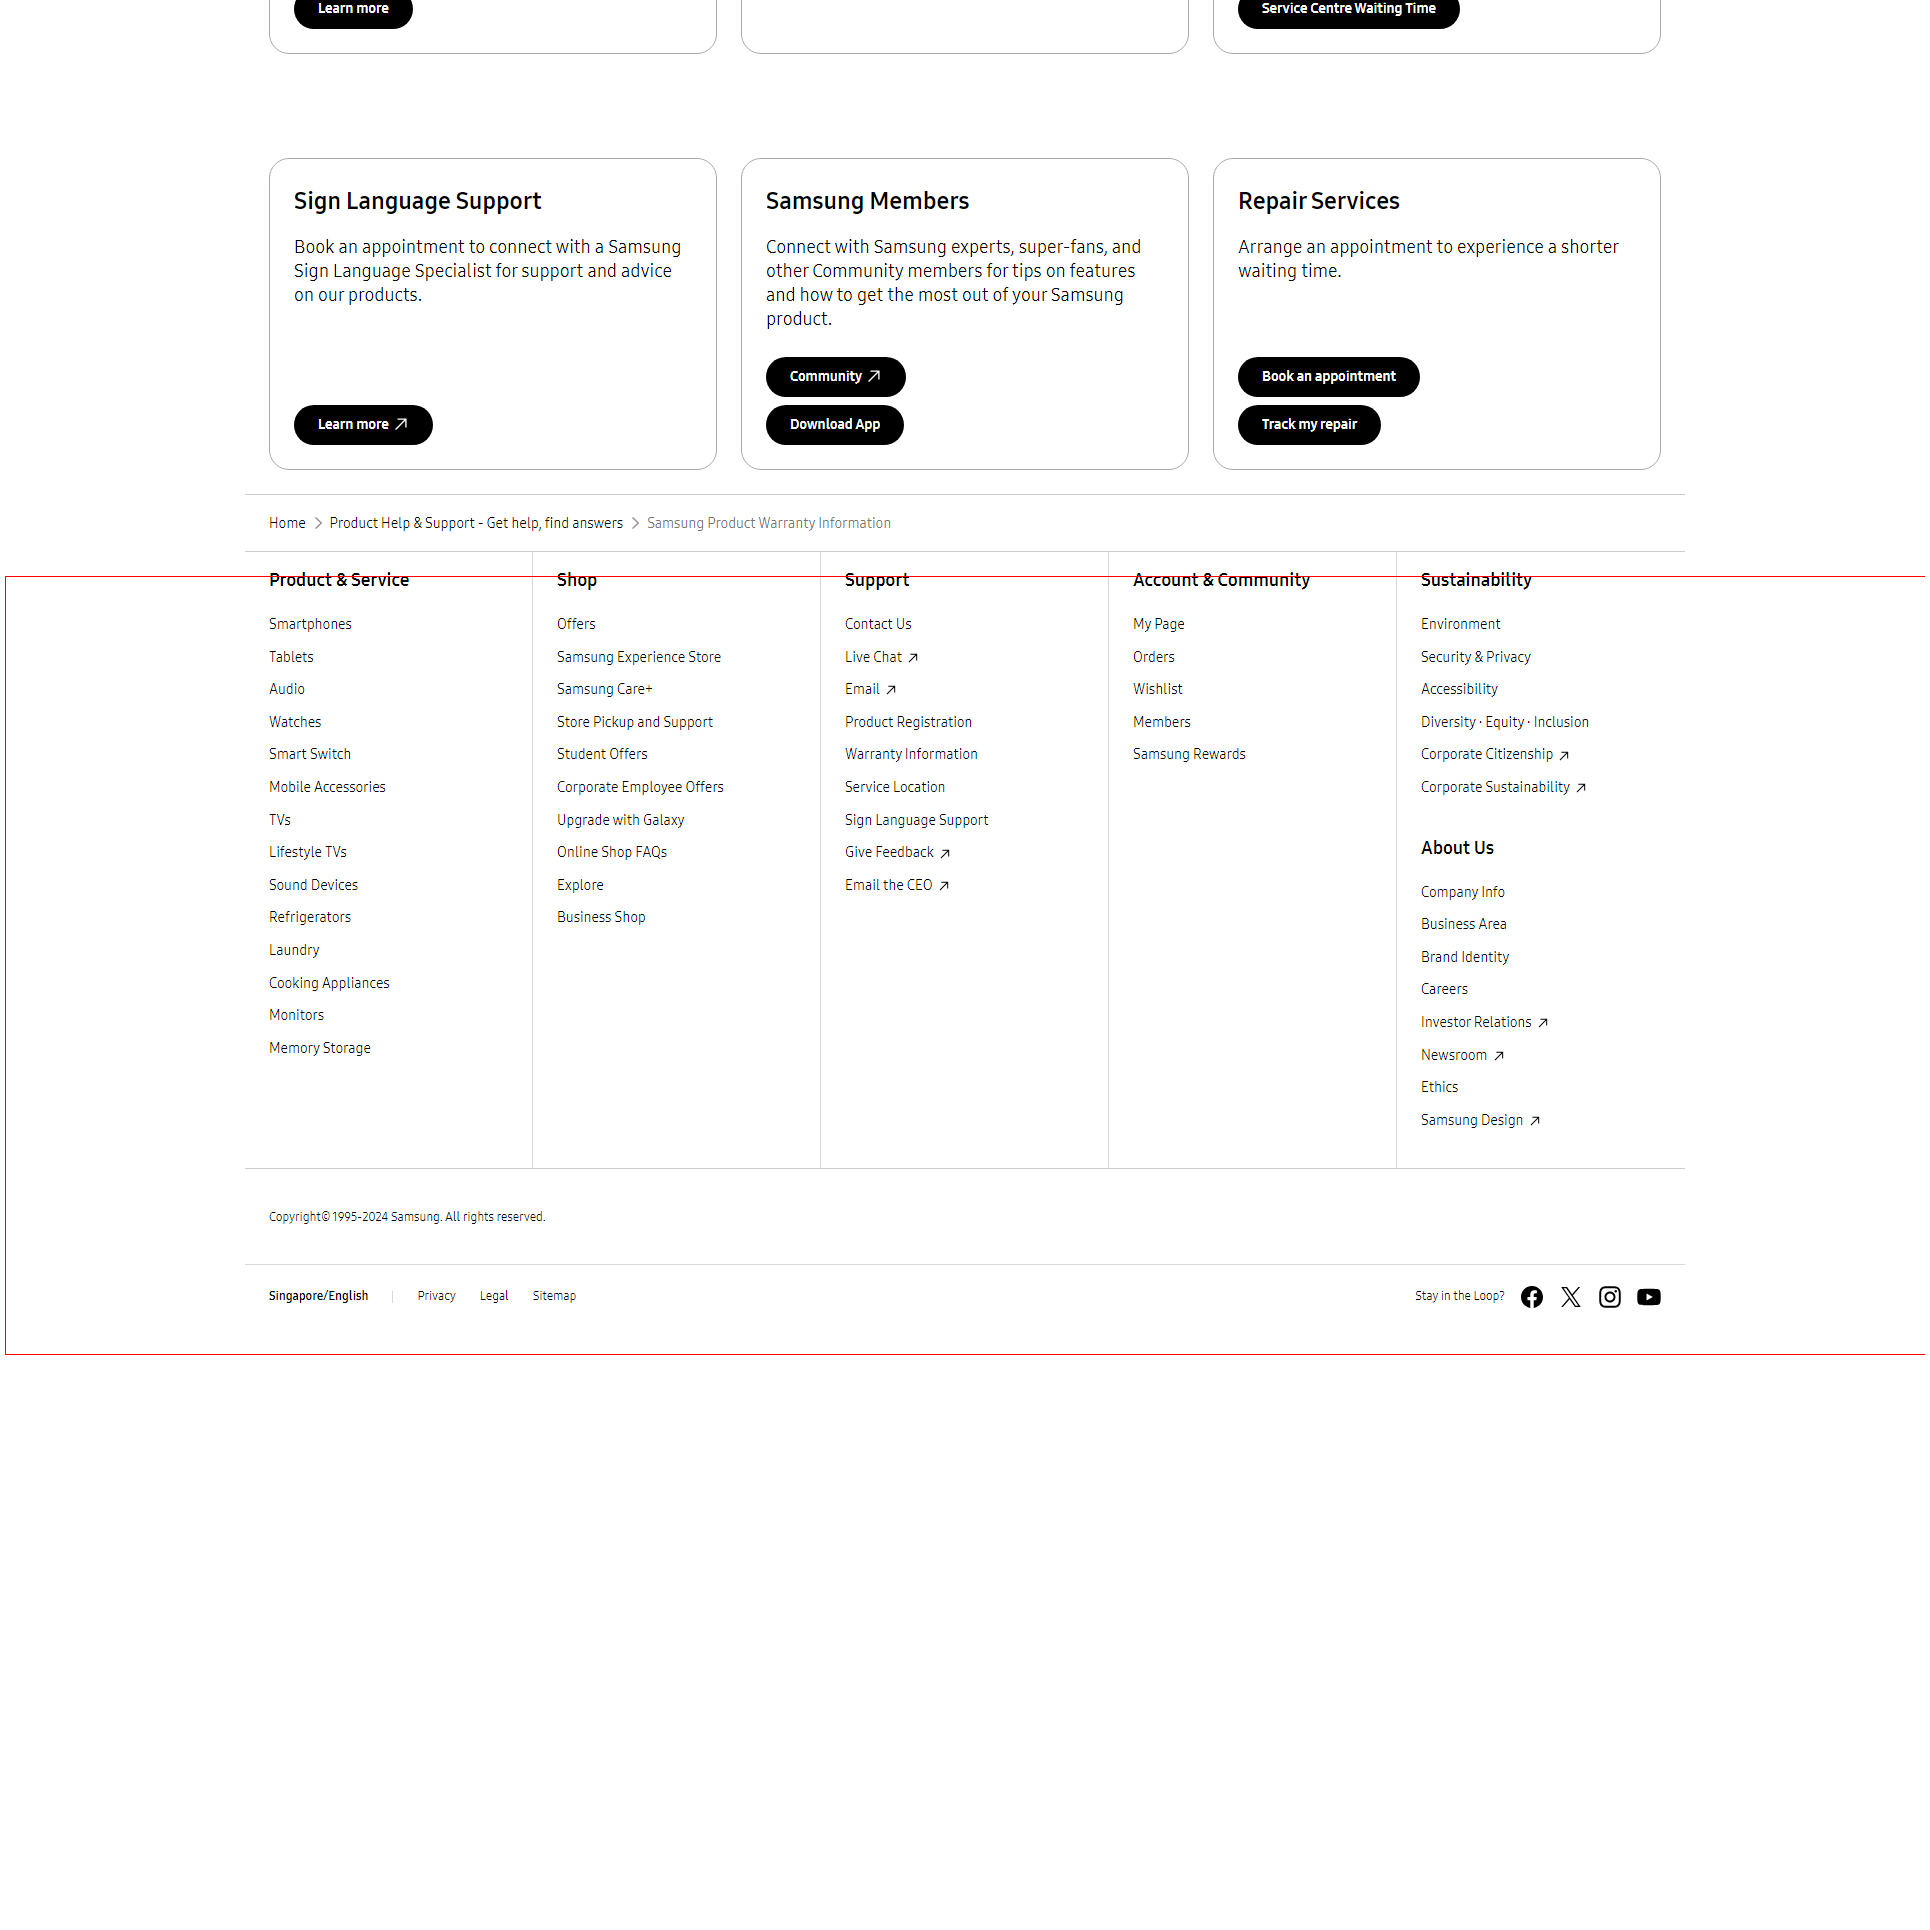 Learn more
Service Centre Waiting Time
Sign Language Support
Book an appointment to connect with a Samsung
Sign Language Specialist for support and advice
on our products.
Learn more
Samsung Members
Connect with Samsung experts, super-fans, and
other Community members for tips on features
and how to get the most out of your Samsung
product.
Community
Download App
Repair Services
Arrange an appointment to experience a shorter
waiting time.
Book an appointment
Track my repair
Home > Product Help & Support - Get help, find answers > Samsung Product Warranty Information
Product & Service
Smartphones
Tablets
Audio
Watches
Smart Switch
Mobile Accessories
TVs
Lifestyle TVs
Sound Devices
Refrigerators
Laundry
Cooking Appliances
Monitors
Memory Storage
Shop
Offers
Samsung Experience Store
Samsung Care+
Store Pickup and Support
Student Offers
Corporate Employee Offers
Upgrade with Galaxy
Online Shop FAQs
Explore
Business Shop
Support
Contact Us
Live Chat
Email
Product Registration
Warranty Information
Service Location
Sign Language Support
Give Feedback
Email the CEO
Account & Community
My Page
Orders
Wishlist
Members
Samsung Rewards
Sustainability
Environment
Security & Privacy
Accessibility
Diversity · Equity · Inclusion
Corporate Citizenship
Corporate Sustainability
About Us
Company Info
Business Area
Brand Identity
Careers
Investor Relations
Newsroom
Ethics
Samsung Design
Copyright© 1995-2024 Samsung. All rights reserved.
Singapore/English | Privacy Legal Sitemap
Stay in the Loop?